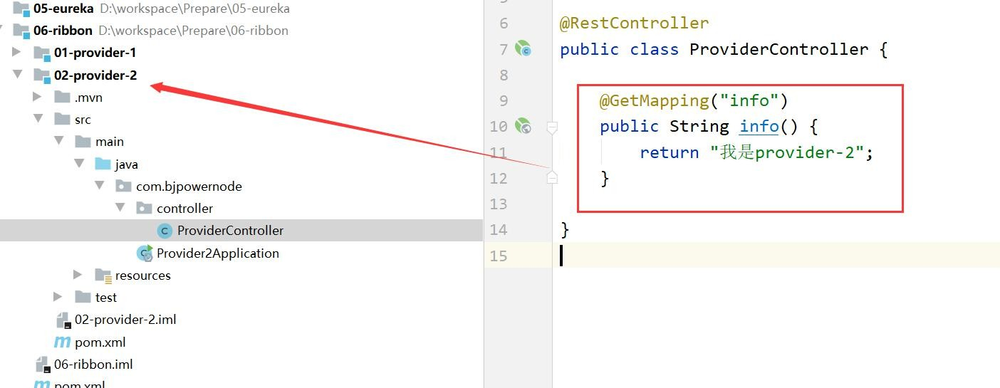 05-eureka D:\workspace\Prepare\05-eureka
06-ribbon D:\workspace\Prepare\06-ribbon
01-provider-1
02-provider-2
.mvn
src
main
java
com.bjpowernode
controller
ProviderController
Provider2Application
resources
test
02-provider-2.iml
pom.xml
06-ribbon.iml
pom.xml
6 @RestController
7 public class ProviderController {
8
9 @GetMapping("info")
10 public String info() {
11 return "我是provider-2";
12 }
13
14 }
15